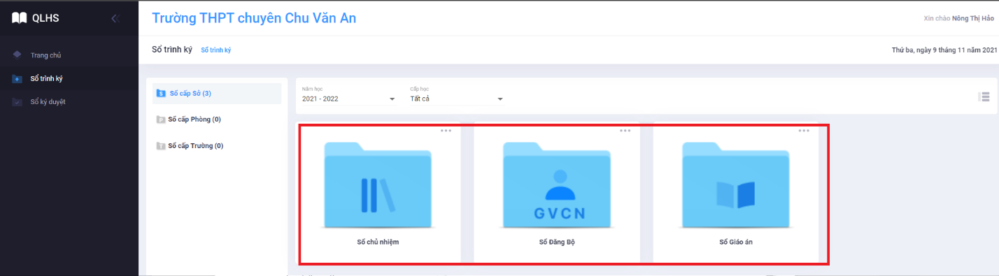 QLHS
Trường THPT chuyên Chu Văn An
Xin chào Nông Thị Hảo
Trang chủ
Sổ trình ký
Sổ ký duyệt
Sổ trình ký Sổ trình ký
Thứ ba, ngày 9 tháng 11 năm 2021
S Sổ cấp Sở (3)
P Sổ cấp Phòng (0)
T Sổ cấp Trường (0)
Năm học
2021 - 2022
Cấp học
Tất cả
Sổ chủ nhiệm
GVCN
Sổ Đăng Bộ
Sổ Giáo án